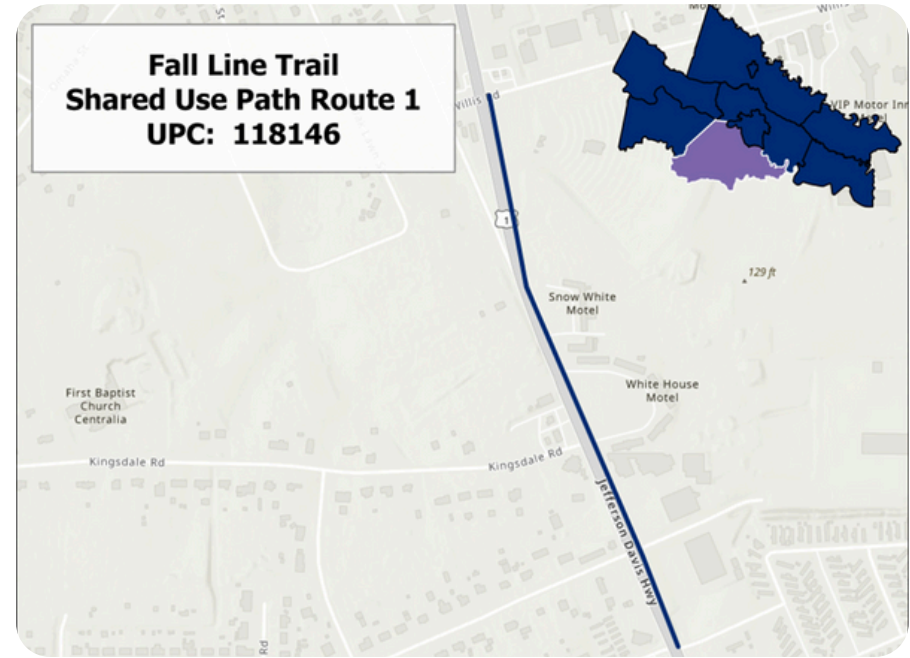 Fall Line Trail
Shared Use Path Route 1
UPC: 118146
Willis Rd
VIP Motor Inn
Motel
1
129 ft
Snow White
Motel
White House
Motel
First Baptist
Church
Centralia
Kingsdale Rd
Kingsdale Rd
Jefferson Davis Hwy
Rd